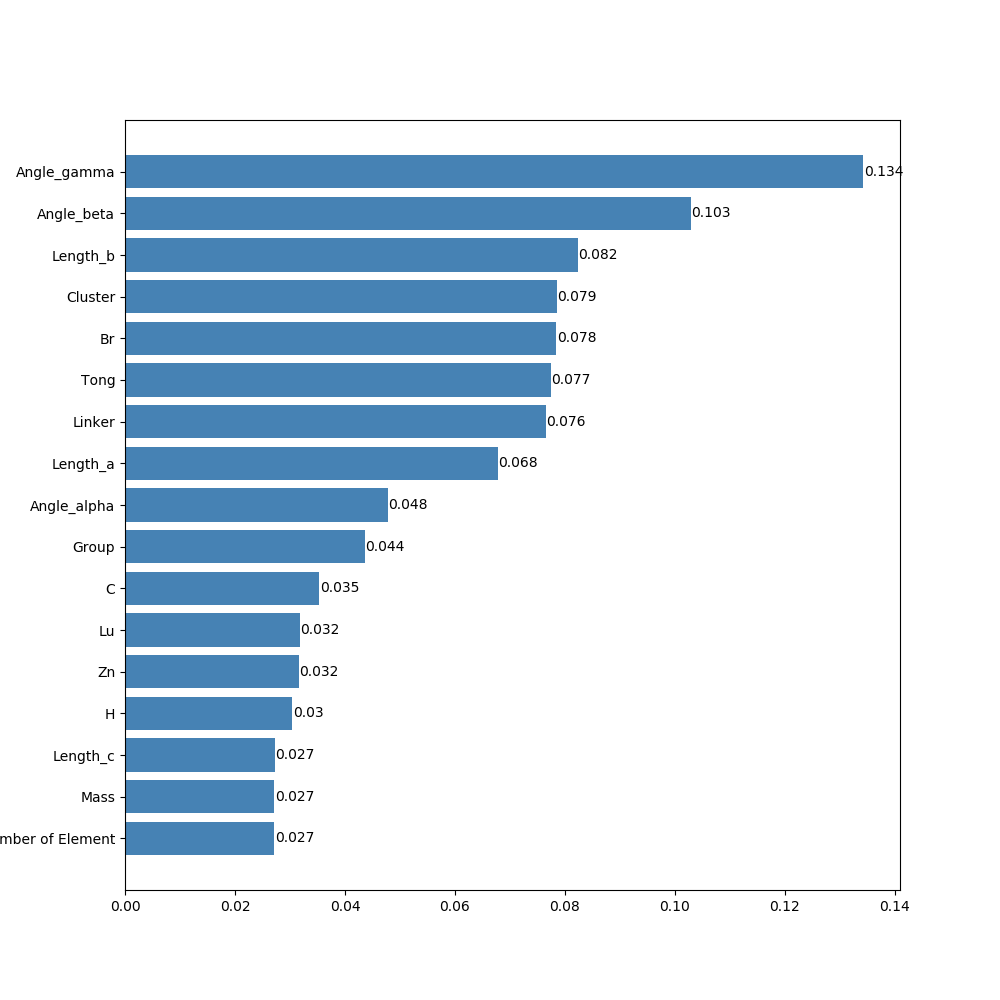 Angle_gamma 0.134
Angle_beta 0.103
Length_b 0.082
Cluster 0.079
Br 0.078
Tong 0.077
Linker 0.076
Length_a 0.068
Angle_alpha 0.048
Group 0.044
C 0.035
Lu 0.032
Zn 0.032
H 0.03
Length_c 0.027
Mass 0.027
mber of Element 0.027
0.00 0.02 0.04 0.06 0.08 0.10 0.12 0.14